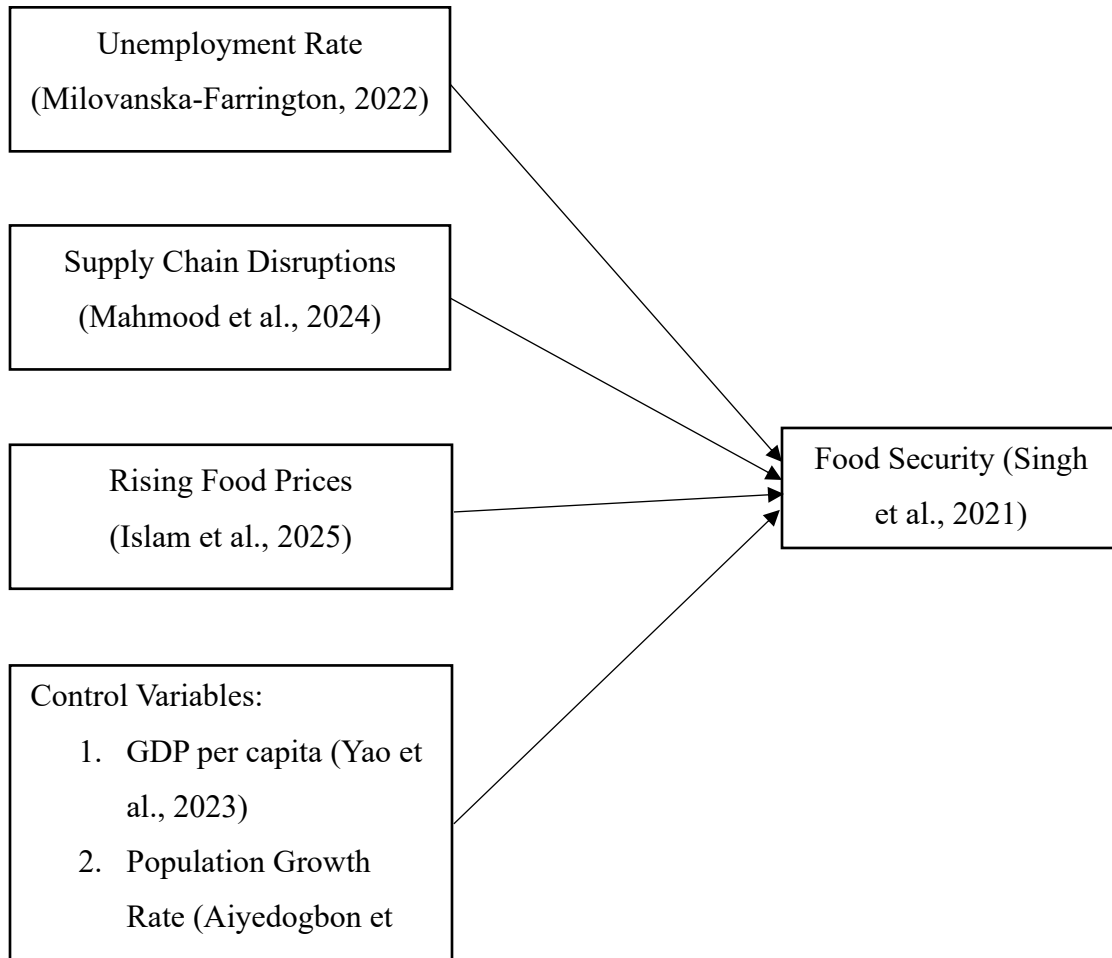 Unemployment Rate
(Milovanska-Farrington, 2022)
Supply Chain Disruptions
(Mahmood et al., 2024)
Rising Food Prices
(Islam et al., 2025)
Food Security (Singh
et al., 2021)
Control Variables:
1. GDP per capita (Yao et
al., 2023)
2. Population Growth
Rate (Aiyedogbon et